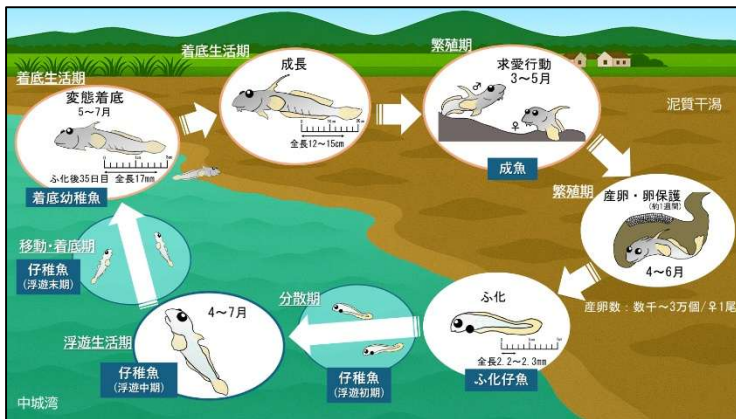 着底生活期
成長
全長12～15cm
繁殖期
求愛行動
3～5月
♂
♀
成魚
泥質干潟
着底生活期
変態着底
5～7月
ふ化後35日目
全長17mm
着底幼稚魚
繁殖期
産卵・卵保護
(約1週間)
4～6月
産卵数：数千～3万個/♀1尾
移動・着底期
仔稚魚
(浮遊末期)
分散期
ふ化
全長2.2～2.3mm
ふ化仔魚
4～7月
浮遊生活期
仔稚魚
(浮遊中期)
仔稚魚
(浮遊初期)
中城湾